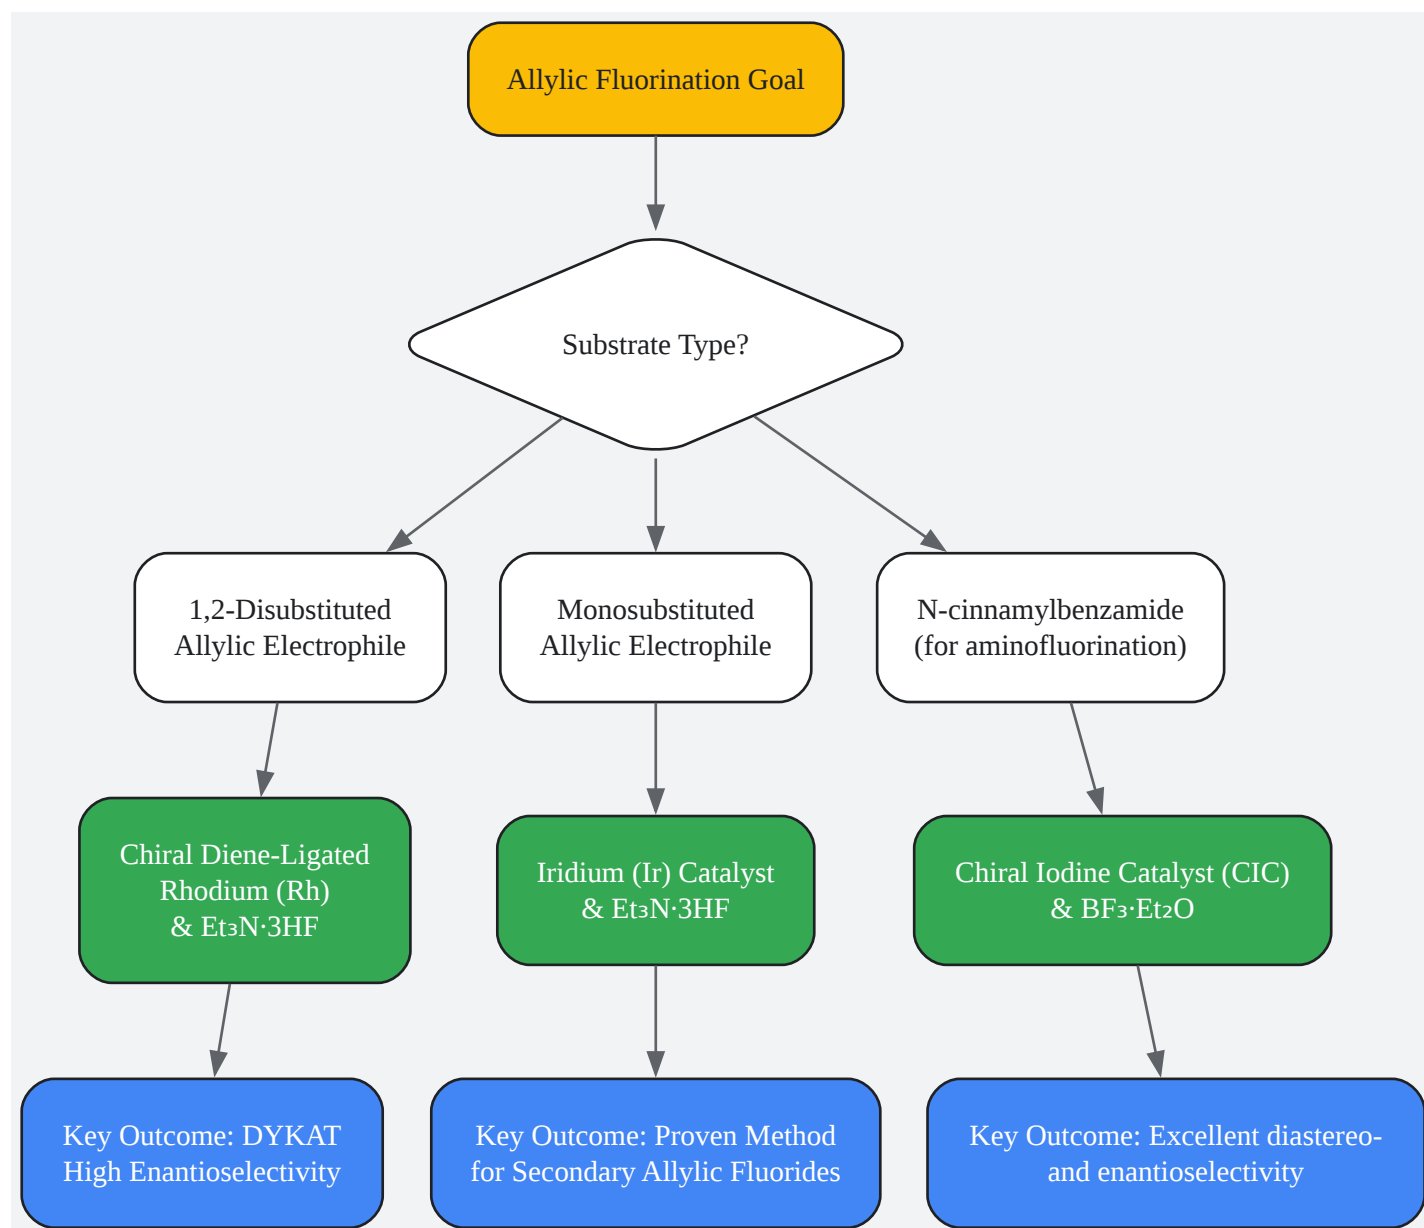 Allylic Fluorination Goal
Substrate Type?
1,2-Disubstituted
Allylic Electrophile
Monosubstituted
Allylic Electrophile
N-cinnamylbenzamide
(for aminofluorination)
Chiral Diene-Ligated
Rhodium (Rh)
& Et₃N·3HF
Iridium (Ir) Catalyst
& Et₃N·3HF
Chiral Iodine Catalyst (CIC)
& BF₃·Et₂O
Key Outcome: DYKAT
High Enantioselectivity
Key Outcome: Proven Method
for Secondary Allylic Fluorides
Key Outcome: Excellent diastereo-
and enantioselectivity